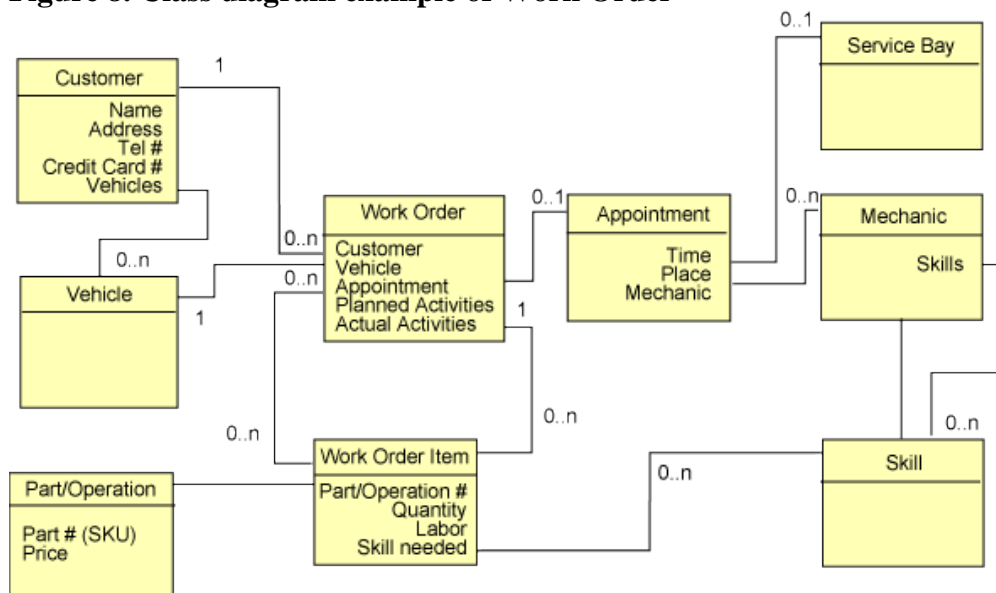 Figure 8. Class diagram example of Work Order
0..1
Service Bay
Customer
Name
Address
Tel #
Credit Card #
Vehicles
1
Work Order
Customer
Vehicle
Appointment
Planned Activities
Actual Activities
0..n
0..n
0..1
Appointment
Time
Place
Mechanic
0..n
Mechanic
Skills
0..n
Vehicle
1
1
0..n
0..n
Work Order Item
Part/Operation #
Quantity
Labor
Skill needed
0..n
0..n
Skill
Part/Operation
Part # (SKU)
Price